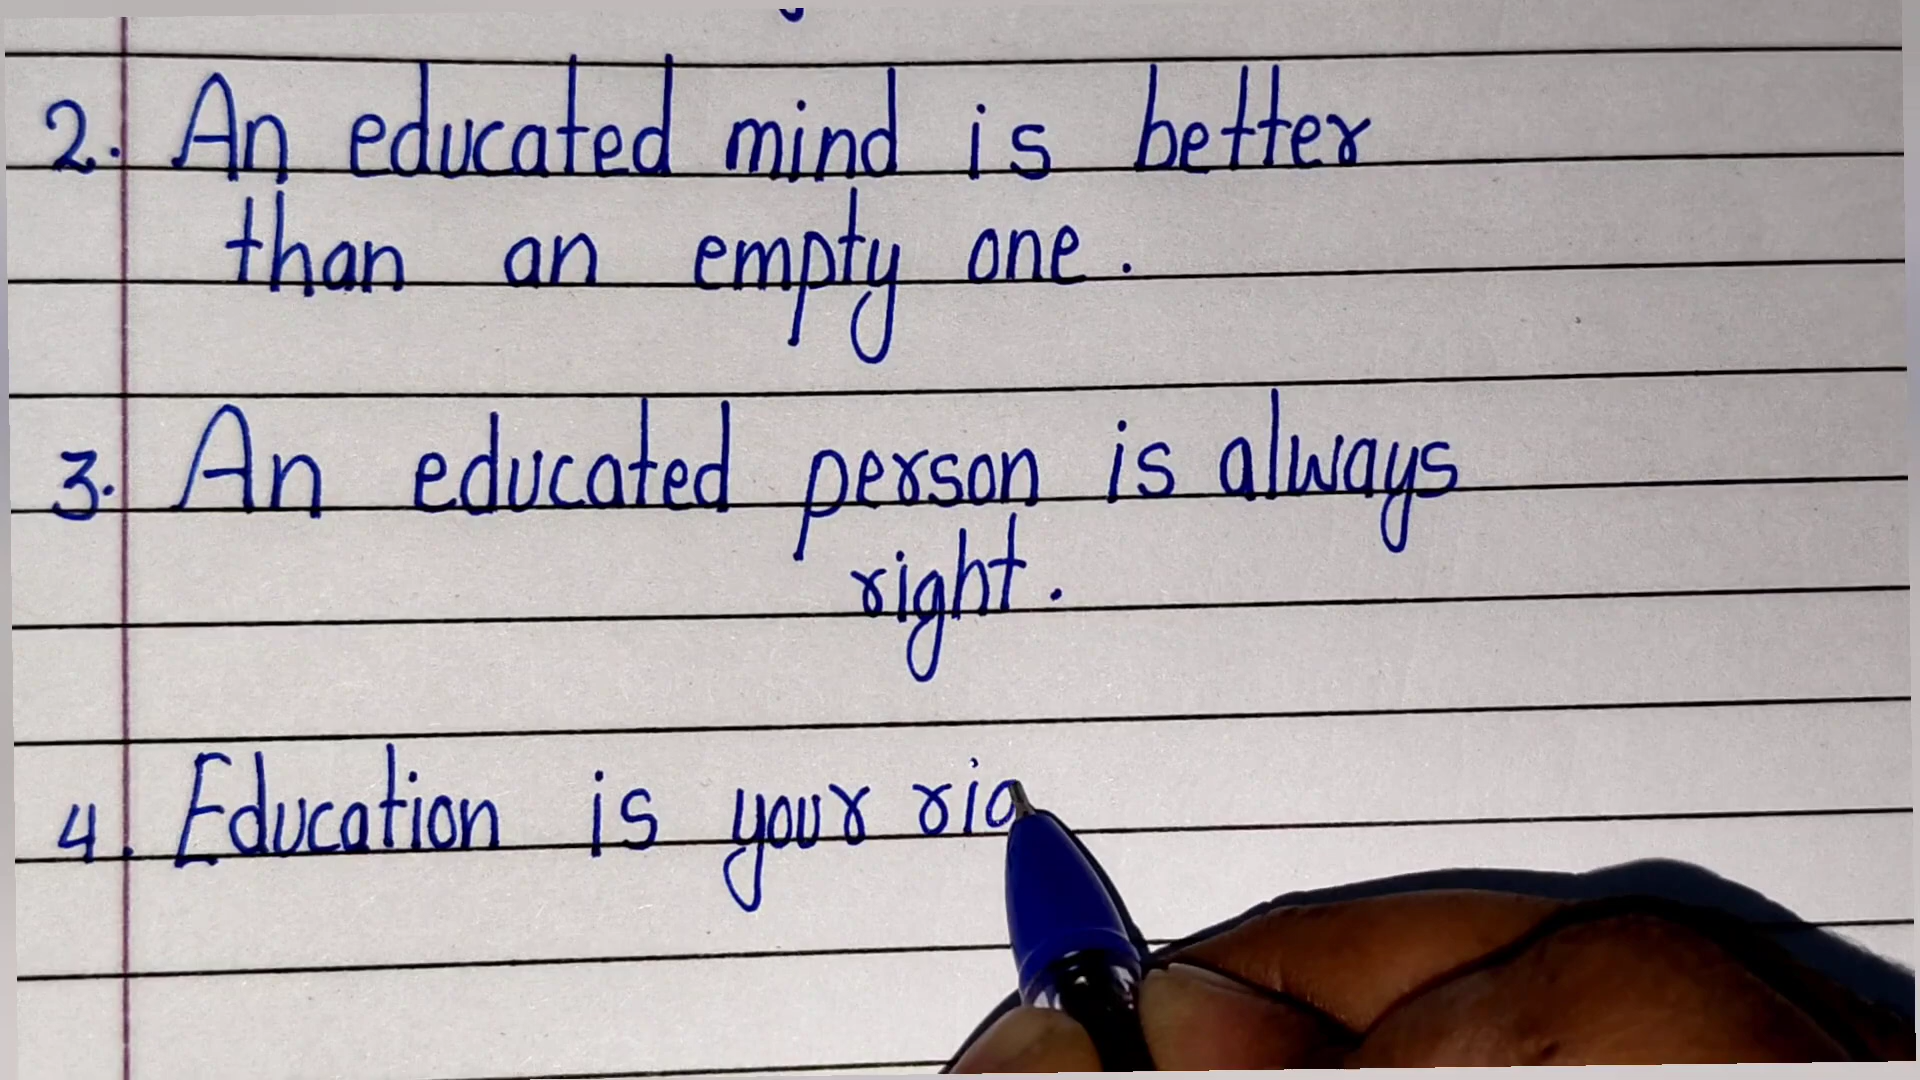 2. An educated mind is better
than an empty one.
3. An educated person is always
right.
4. Education is your